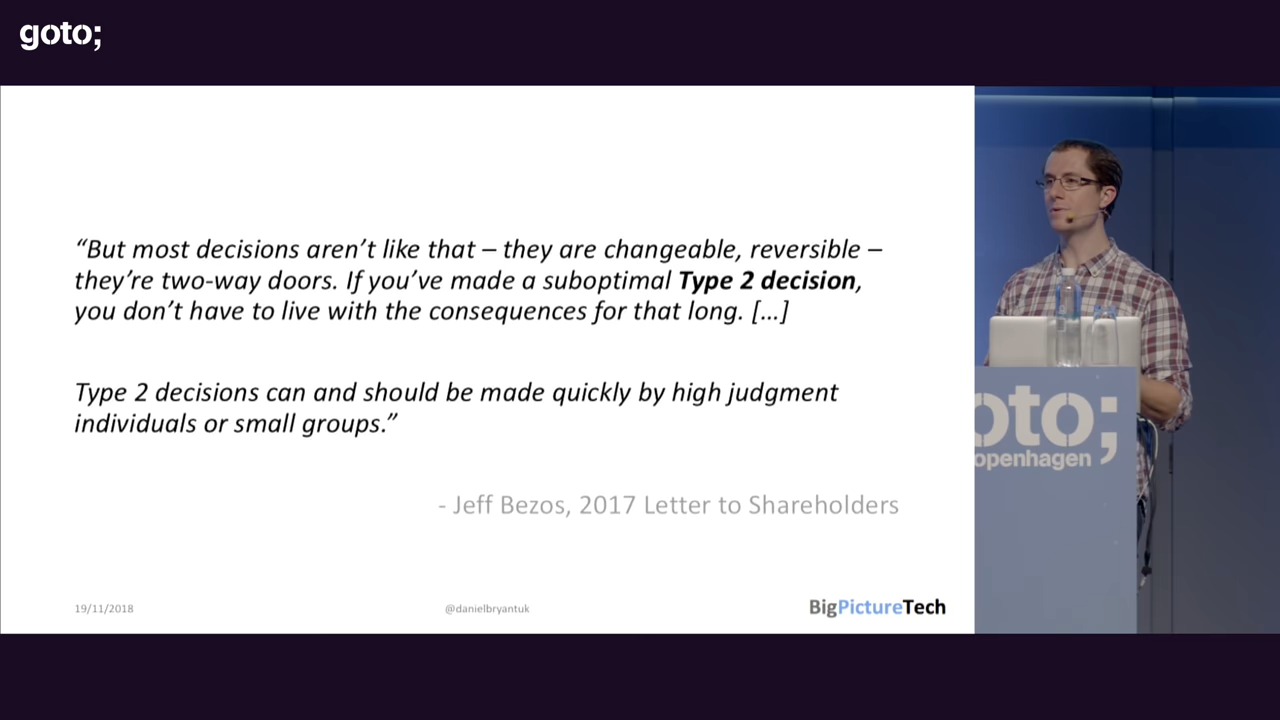 goto;
“But most decisions aren’t like that – they are changeable, reversible –
they’re two-way doors. If you’ve made a suboptimal Type 2 decision,
you don’t have to live with the consequences for that long. […]
Type 2 decisions can and should be made quickly by high judgment
individuals or small groups.”
- Jeff Bezos, 2017 Letter to Shareholders
19/11/2018
@danielbryantuk
BigPictureTech
oto;
openhagen